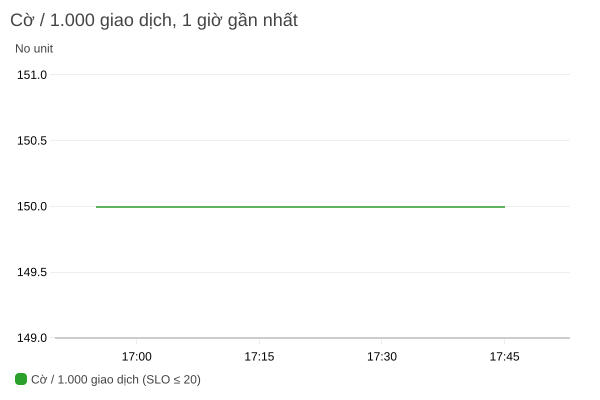 Cờ / 1.000 giao dịch, 1 giờ gần nhất
No unit
151.0
150.5
150.0
149.5
149.0
17:00 17:15 17:30 17:45
Cờ / 1.000 giao dịch (SLO ≤ 20)